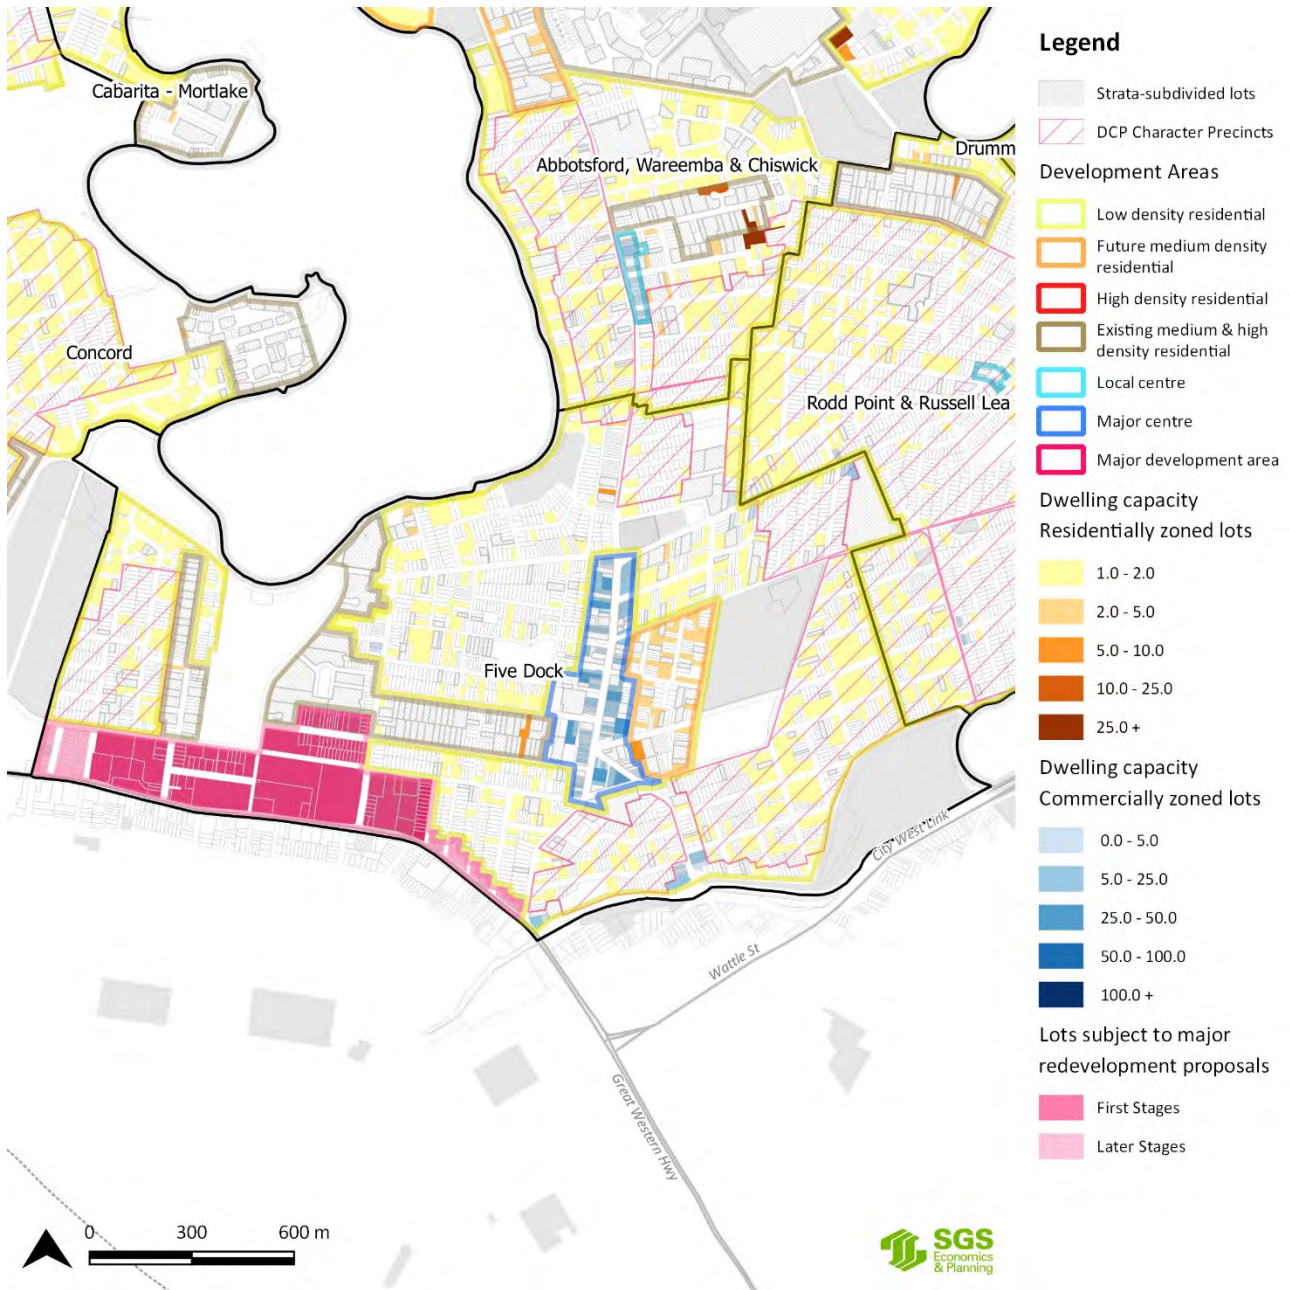 Cabarita - Mortlake
Abbotsford, Wareemba & Chiswick
Drumm
Concord
Rodd Point & Russell Lea
Five Dock
City West Link
Wattle St
Great Western Hwy
0 300 600 m
SGS
Economics
& Planning
Legend
Strata-subdivided lots
DCP Character Precincts
Development Areas
Low density residential
Future medium density
residential
High density residential
Existing medium & high
density residential
Local centre
Major centre
Major development area
Dwelling capacity
Residentially zoned lots
1.0 - 2.0
2.0 - 5.0
5.0 - 10.0
10.0 - 25.0
25.0 +
Dwelling capacity
Commercially zoned lots
0.0 - 5.0
5.0 - 25.0
25.0 - 50.0
50.0 - 100.0
100.0 +
Lots subject to major
redevelopment proposals
First Stages
Later Stages